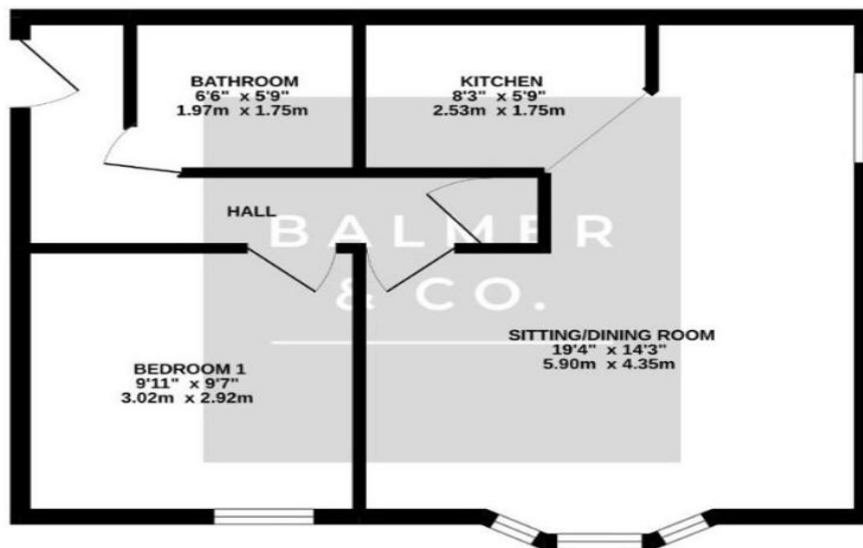 BATHROOM
6'6" x 5'9"
1.97m x 1.75m
KITCHEN
8'3" x 5'9"
2.53m x 1.75m
HALL
BALMER
& CO.
SITTING/DINING ROOM
19'4" x 14'3"
5.90m x 4.35m
BEDROOM 1
9'11" x 9'7"
3.02m x 2.92m